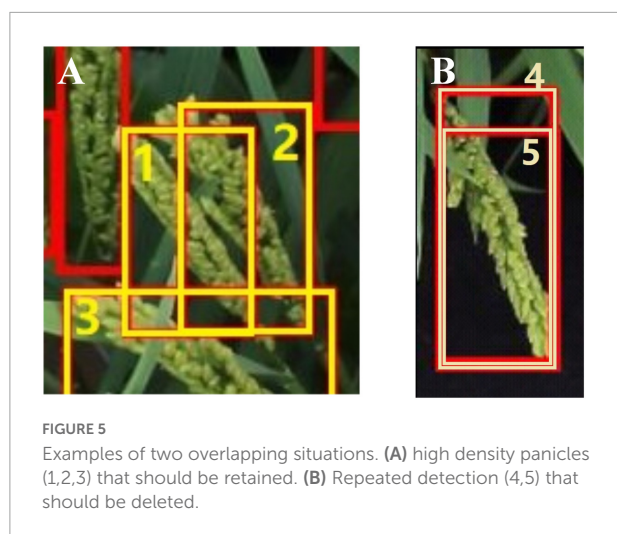 A
1
2
3
B
4
5
FIGURE 5
Examples of two overlapping situations. (A) high density panicles
(1,2,3) that should be retained. (B) Repeated detection (4,5) that
should be deleted.